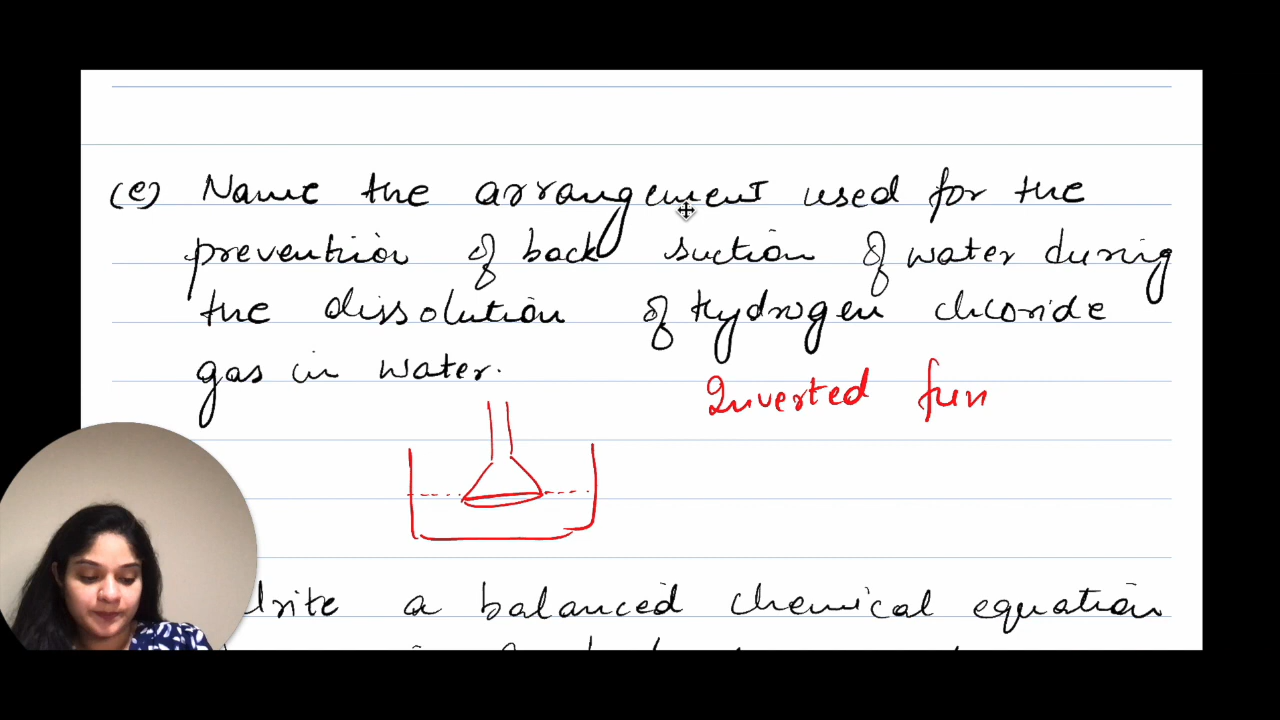 (e) Name the arrangement used for the
prevention of back suction of water during
the dissolution of Hydrogen chloride
gas in water.
Inverted fun
a balanced chemical equation